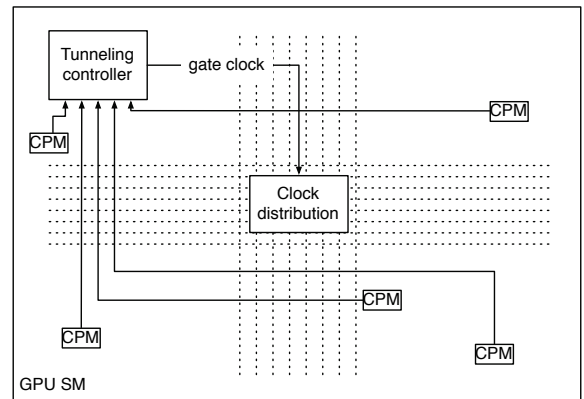 Tunneling
controller
gate clock
CPM
CPM
Clock
distribution
CPM
CPM
CPM
GPU SM